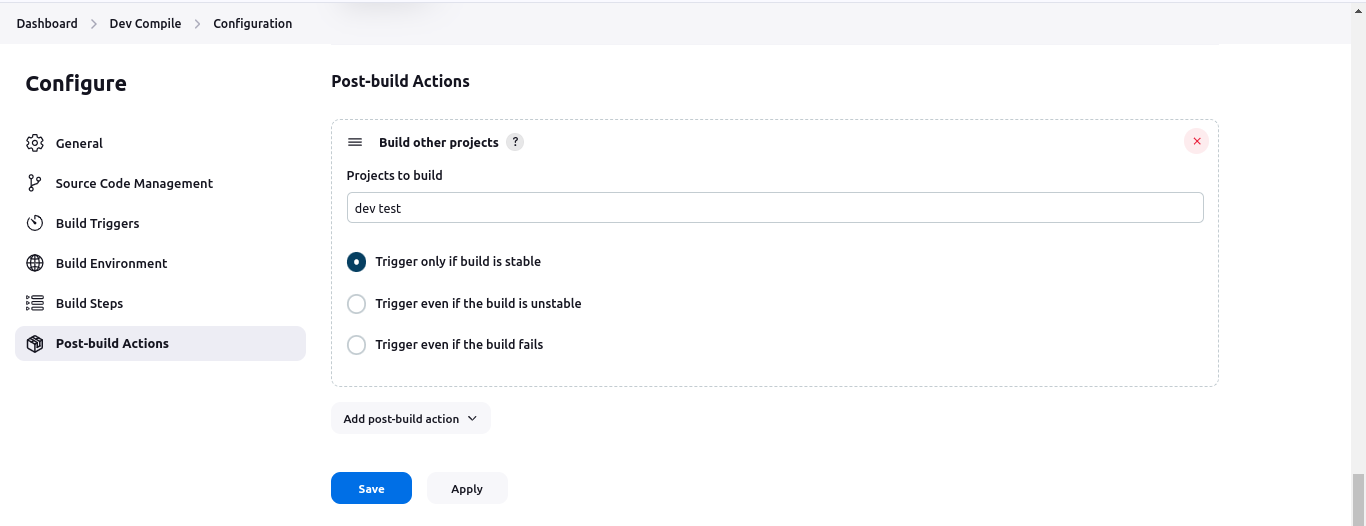 Dashboard > Dev Compile > Configuration
Configure
General
Source Code Management
Build Triggers
Build Environment
Build Steps
Post-build Actions
Post-build Actions
Build other projects ?
Projects to build
dev test
Trigger only if build is stable
Trigger even if the build is unstable
Trigger even if the build fails
Add post-build action
Save Apply